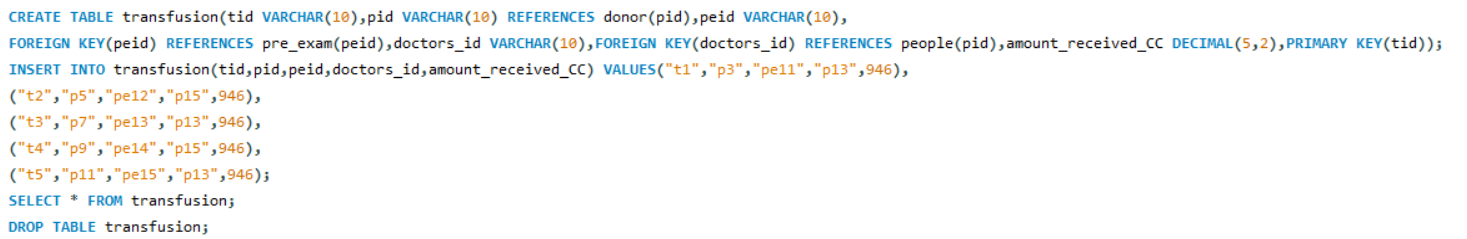 CREATE TABLE transfusion(tid VARCHAR(10),pid VARCHAR(10) REFERENCES donor(pid),peid VARCHAR(10),
FOREIGN KEY(peid) REFERENCES pre_exam(peid),doctors_id VARCHAR(10),FOREIGN KEY(doctors_id) REFERENCES people(pid),amount_received_CC DECIMAL(5,2),PRIMARY KEY(tid));
INSERT INTO transfusion(tid,pid,peid,doctors_id,amount_received_CC) VALUES("t1","p3","pe11","p13",946),
("t2","p5","pe12","p15",946),
("t3","p7","pe13","p13",946),
("t4","p9","pe14","p15",946),
("t5","p11","pe15","p13",946);
SELECT * FROM transfusion;
DROP TABLE transfusion;